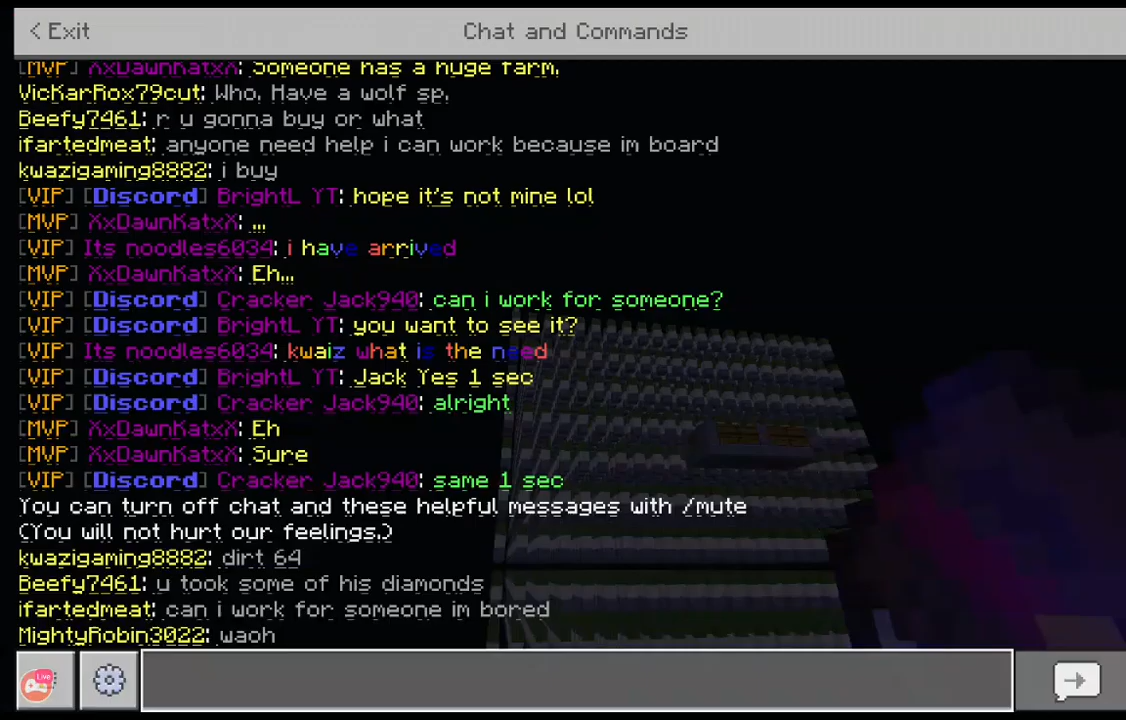 < Exit
Chat and Commands
[MVP] XxDawnKatxX: Someone has a huge farm.
VicKarRox79cut: Who. Have a wolf sp.
Beefy7461: r u gonna buy or what
ifartedmeat: anyone need help i can work because im board
kwazigaming8882: i buy
[VIP] [Discord] BrightL YT: hope it's not mine lol
[MVP] XxDawnKatxX: ...
[VIP] Its noodles6034: i have arrived
[MVP] XxDawnKatxX: Eh...
[VIP] [Discord] Cracker Jack940: can i work for someone?
[VIP] [Discord] BrightL YT: you want to see it?
[VIP] Its noodles6034: kwaiz what is the need
[VIP] [Discord] BrightL YT: Jack Yes 1 sec
[VIP] [Discord] Cracker Jack940: alright
[MVP] XxDawnKatxX: Eh
[MVP] XxDawnKatxX: Sure
[VIP] [Discord] Cracker Jack940: same 1 sec
You can turn off chat and these helpful messages with /mute
(You will not hurt our feelings.)
kwazigaming8882: dirt 64
Beefy7461: u took some of his diamonds
ifartedmeat: can i work for someone im bored
MightyRobin3022: waoh
Live